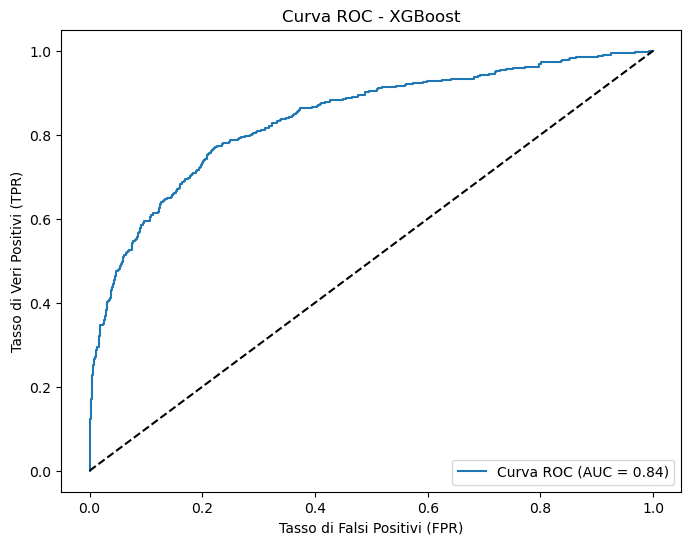 Curva ROC - XGBoost
Tasso di Veri Positivi (TPR)
1.0
0.8
0.6
0.4
0.2
0.0
Curva ROC (AUC = 0.84)
0.0 0.2 0.4 0.6 0.8 1.0
Tasso di Falsi Positivi (FPR)